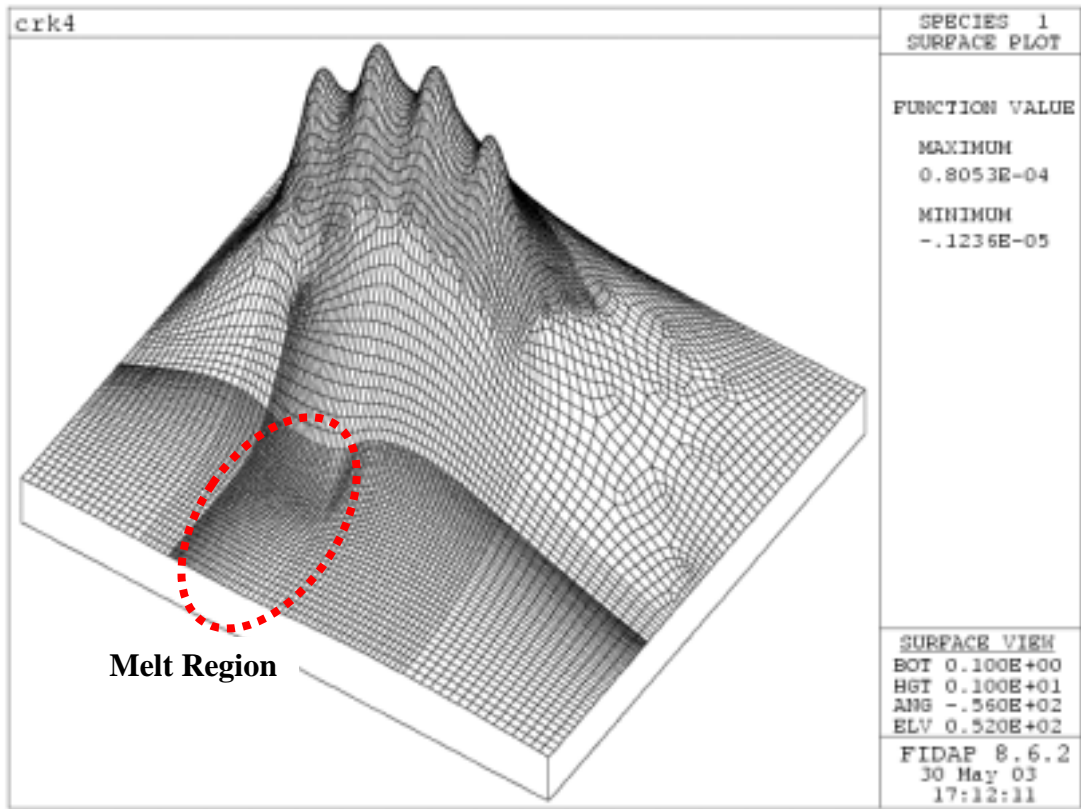 crk4
SPECIES 1
SURFACE PLOT
FUNCTION VALUE
MAXIMUM
0.8053E-04
MINIMUM
-.1236E-05
Melt Region
SURFACE VIEW
BOT 0.100E+00
HGT 0.100E+01
ANG -.560E+02
ELV 0.520E+02
FIDAP 8.6.2
30 May 03
17:12:11